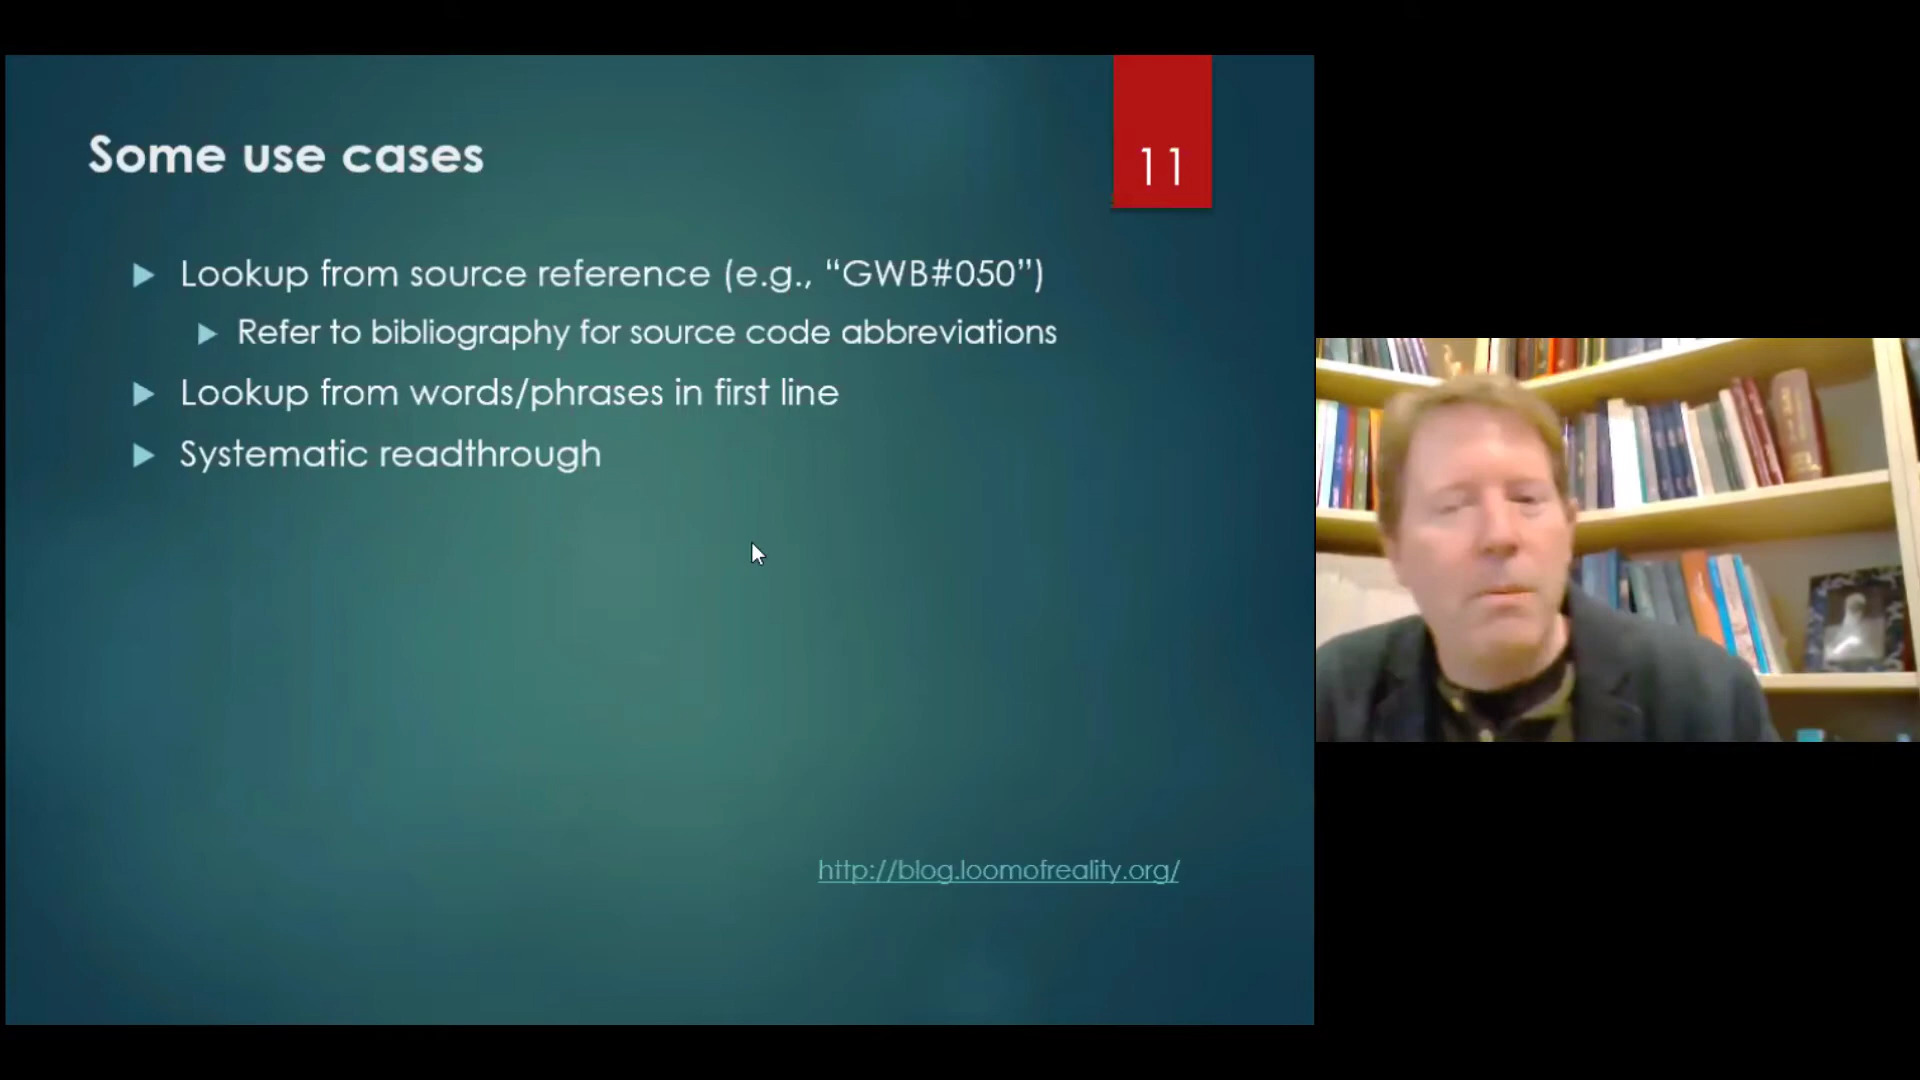 Some use cases
11
Lookup from source reference (e.g., “GWB#050”)
Refer to bibliography for source code abbreviations
Lookup from words/phrases in first line
Systematic readthrough
http://blog.loomofreality.org/